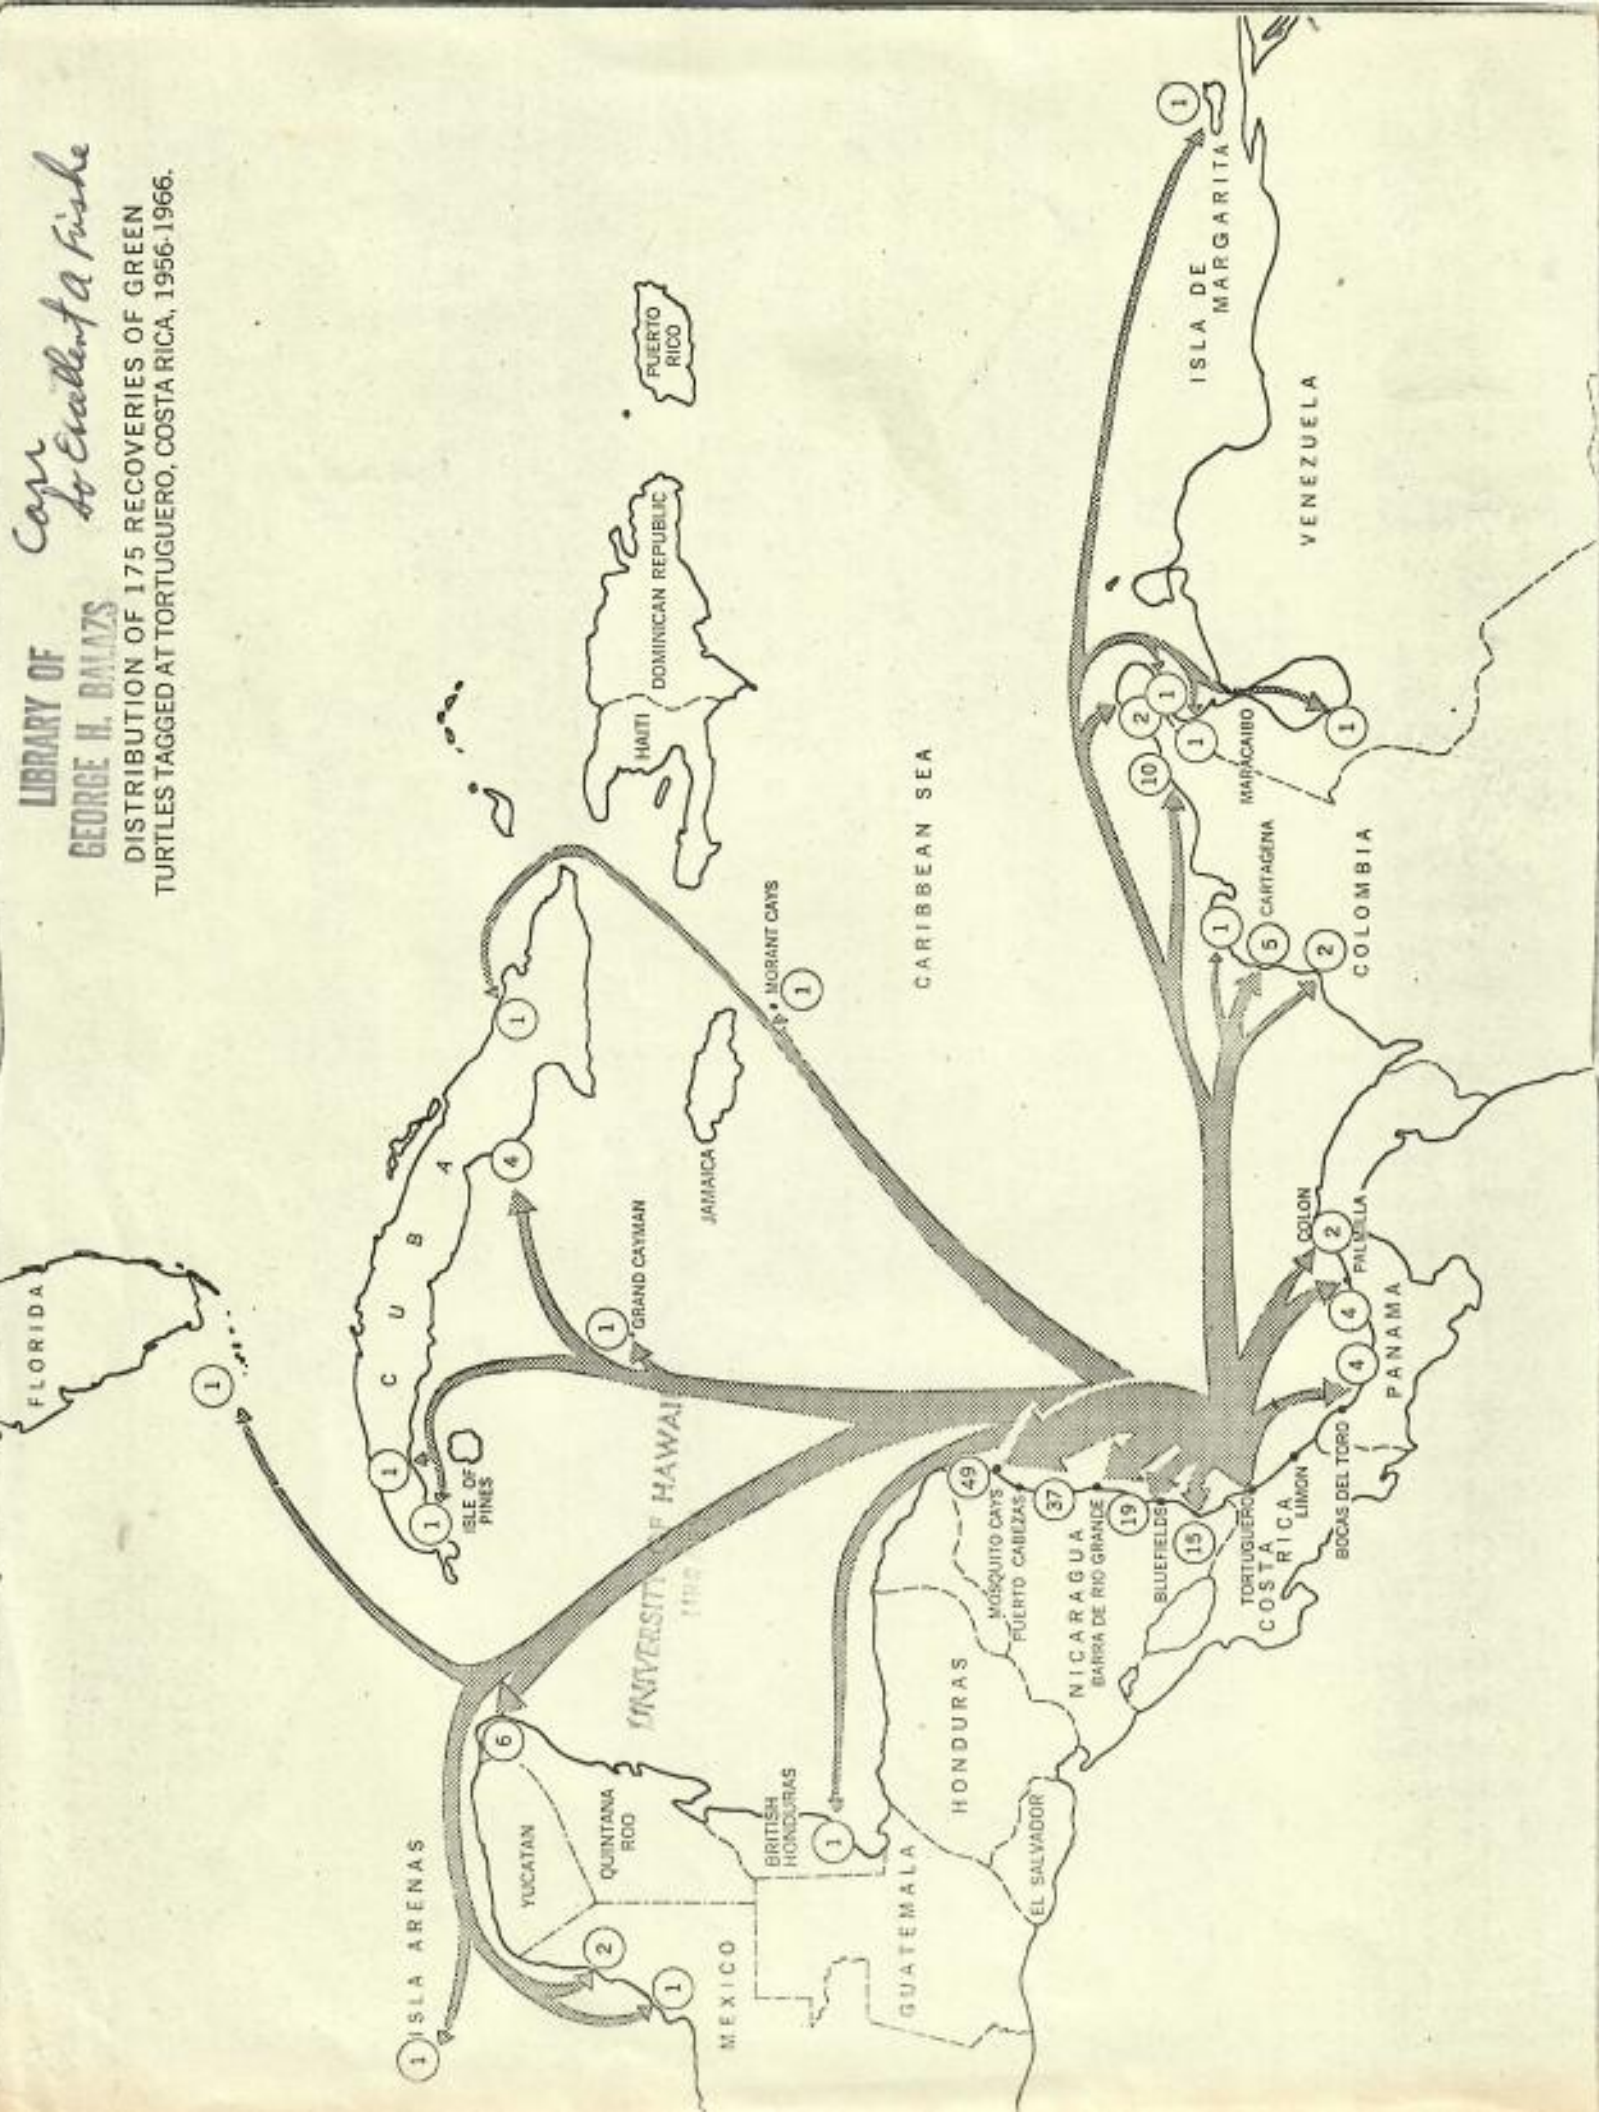 LIBRARY OF
GEORGE H. BALAZS
DISTRIBUTION OF 175 RECOVERIES OF GREEN
TURTLES TAGGED AT TORTUGUERO, COSTA RICA, 1956-1966.
FLORIDA
1
1
ISLA ARENAS
CUBA
1
1
ISLE OF
PINES
4
1
1
GRAND CAYMAN
6
YUCATAN
QUINTANA
ROO
2
1
MEXICO
UNIVERSITY OF HAWAI
JAMAICA
MORANT CAYS
1
HAITI
DOMINICAN REPUBLIC
PUERTO
RICO
BRITISH
HONDURAS
1
GUATEMALA
HONDURAS
EL SALVADOR
CARIBBEAN SEA
49
MOSQUITO CAYS
PUERTO CABEZAS
37
NICARAGUA
BARRA DE RIO GRANDE
19
BLUEFIELDS
15
TORTUGUERO
COSTA
RICA
LIMON
BOCAS DEL TORO
4
4
2
COLON
PALMILLA
PANAMA
2
5
CARTAGENA
1
COLOMBIA
10
2
1
1
MARACAIBO
1
VENEZUELA
ISLA DE
MARGARITA
1